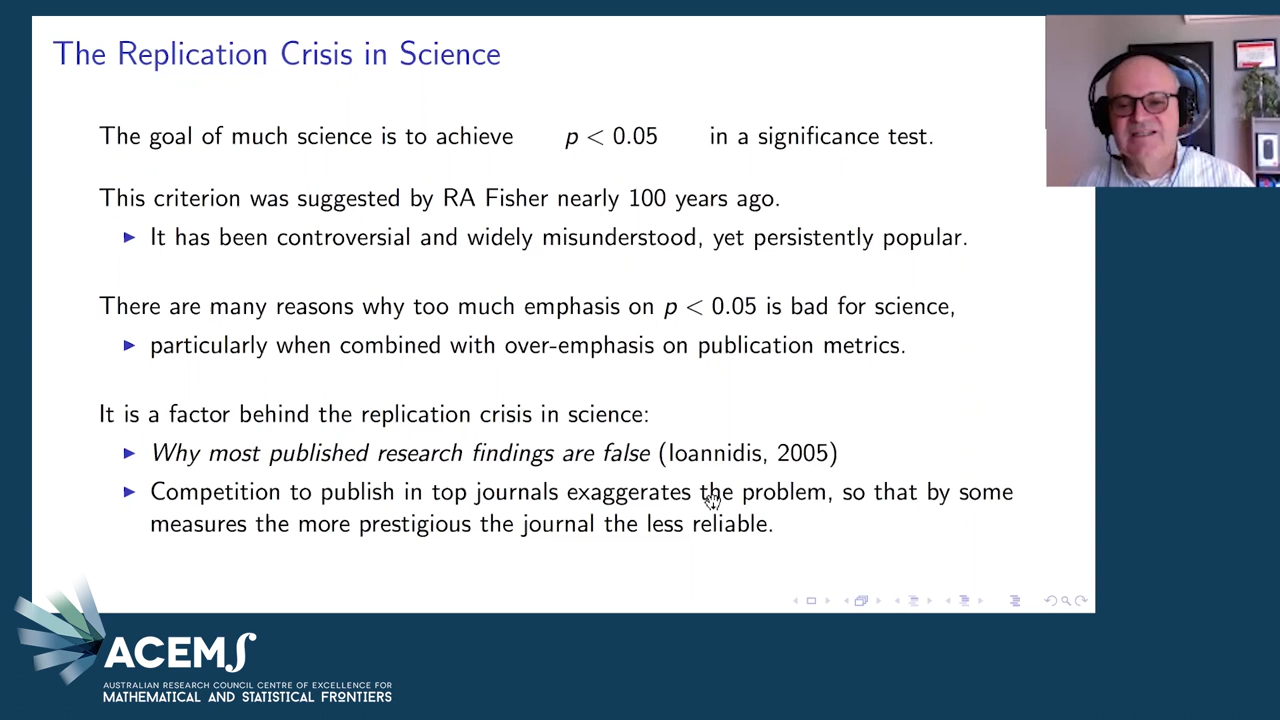 The Replication Crisis in Science
The goal of much science is to achieve p < 0.05 in a significance test.
This criterion was suggested by RA Fisher nearly 100 years ago.
It has been controversial and widely misunderstood, yet persistently popular.
There are many reasons why too much emphasis on p < 0.05 is bad for science,
particularly when combined with over-emphasis on publication metrics.
It is a factor behind the replication crisis in science:
Why most published research findings are false (Ioannidis, 2005)
Competition to publish in top journals exaggerates the problem, so that by some
measures the more prestigious the journal the less reliable.
ACEMS
AUSTRALIAN RESEARCH COUNCIL CENTRE OF EXCELLENCE FOR
MATHEMATICAL AND STATISTICAL FRONTIERS